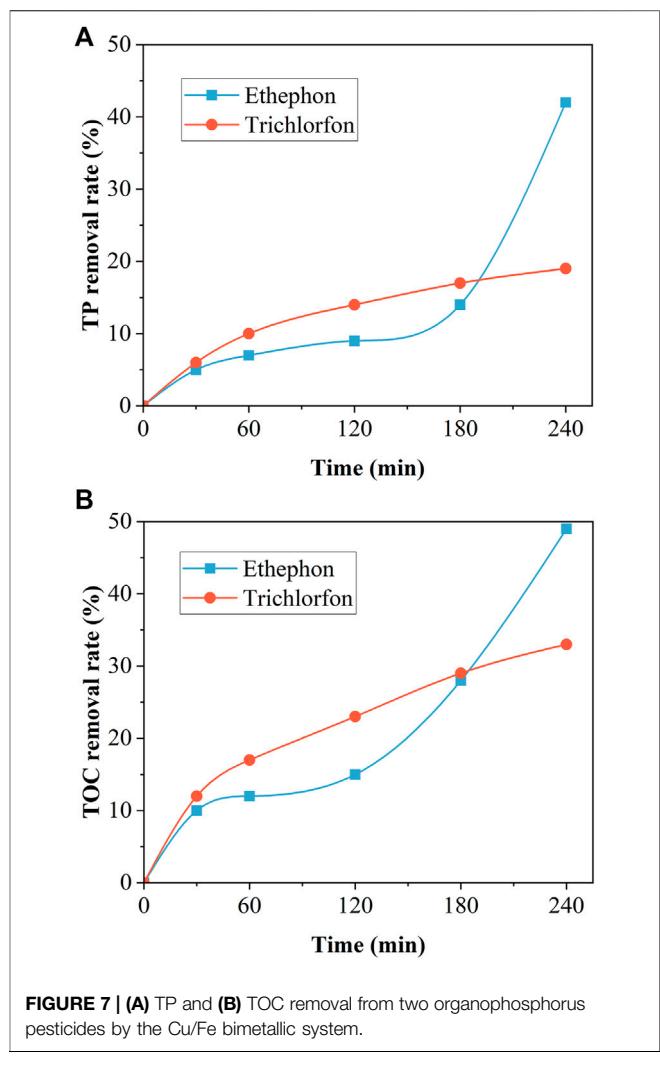 A
50
40
30
20
10
0
TP removal rate (%)
Ethephon
Trichlorfon
0 60 120 180 240
Time (min)
B
50
40
30
20
10
0
TOC removal rate (%)
Ethephon
Trichlorfon
0 60 120 180 240
Time (min)
FIGURE 7 | (A) TP and (B) TOC removal from two organophosphorus
pesticides by the Cu/Fe bimetallic system.